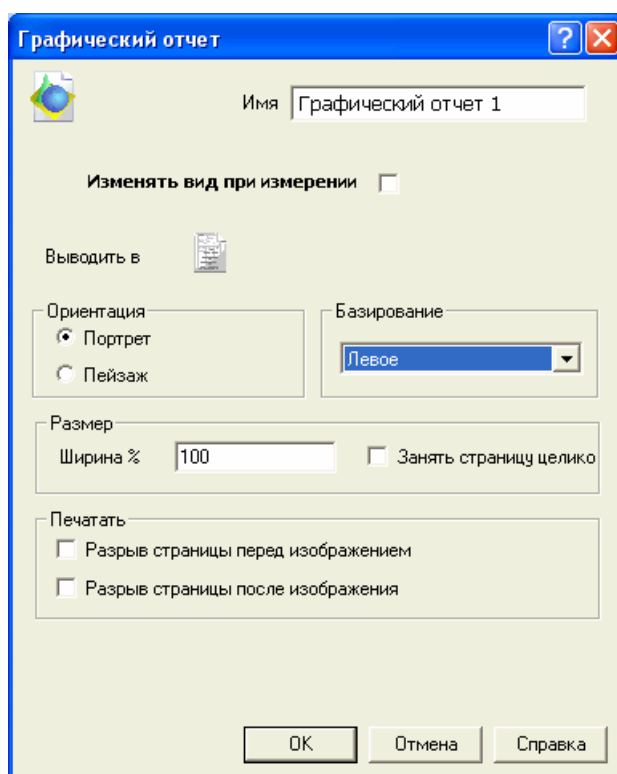 Графический отчет
Имя Графический отчет 1
Изменять вид при измерении
Выводить в
Ориентация
Портрет
Пейзаж
Базирование
Левое
Размер
Ширина % 100 Занять страницу целико
Печатать
Разрыв страницы перед изображением
Разрыв страницы после изображения
OK Отмена Справка